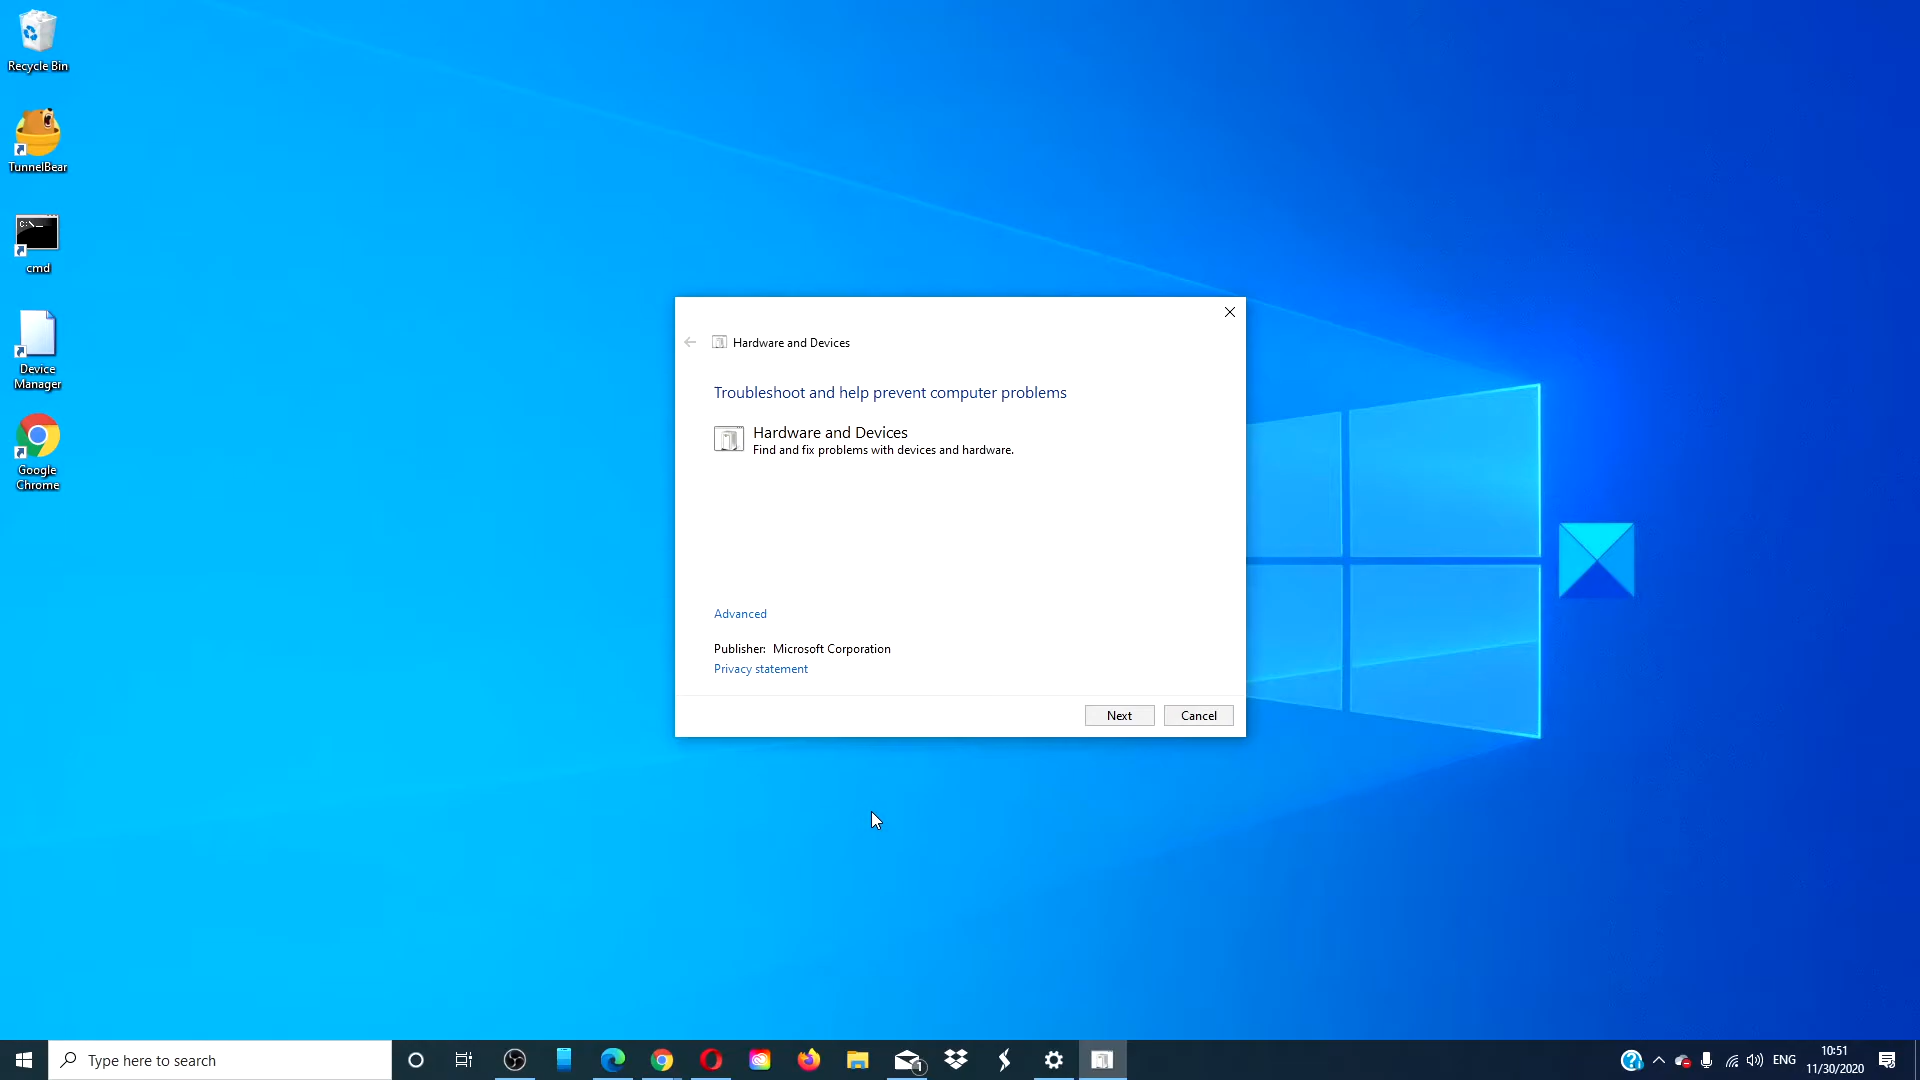 Recycle Bin
TunnelBear
C:\_
cmd
Device
Manager
Google
Chrome
Hardware and Devices
Troubleshoot and help prevent computer problems
Hardware and Devices
Find and fix problems with devices and hardware.
Advanced
Publisher: Microsoft Corporation
Privacy statement
Next
Cancel
Type here to search
1
ENG
10:51
11/30/2020